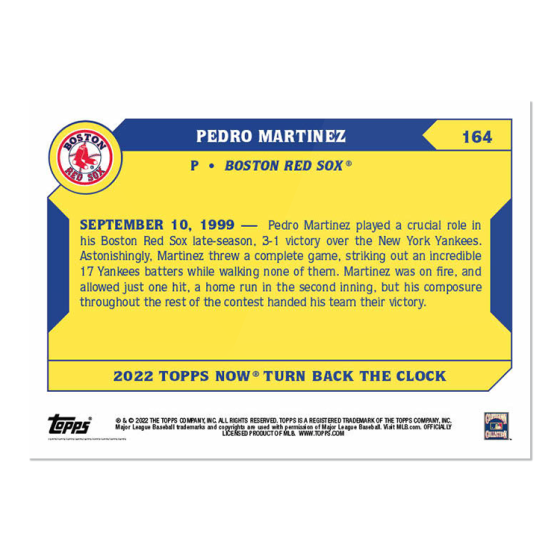 BOSTON
RED SOX
PEDRO MARTINEZ
164
P • BOSTON RED SOX®
SEPTEMBER 10, 1999 — Pedro Martinez played a crucial role in
his Boston Red Sox late-season, 3-1 victory over the New York Yankees.
Astonishingly, Martinez threw a complete game, striking out an incredible
17 Yankees batters while walking none of them. Martinez was on fire, and
allowed just one hit, a home run in the second inning, but his composure
throughout the rest of the contest handed his team their victory.
2022 TOPPS NOW® TURN BACK THE CLOCK
Topps®
® & © 2022 THE TOPPS COMPANY, INC. ALL RIGHTS RESERVED. TOPPS IS A REGISTERED TRADEMARK OF THE TOPPS COMPANY, INC.
Major League Baseball trademarks and copyrights are used with permission of Major League Baseball. Visit MLB.com. OFFICIALLY
LICENSED PRODUCT OF MLB. WWW.TOPPS.COM